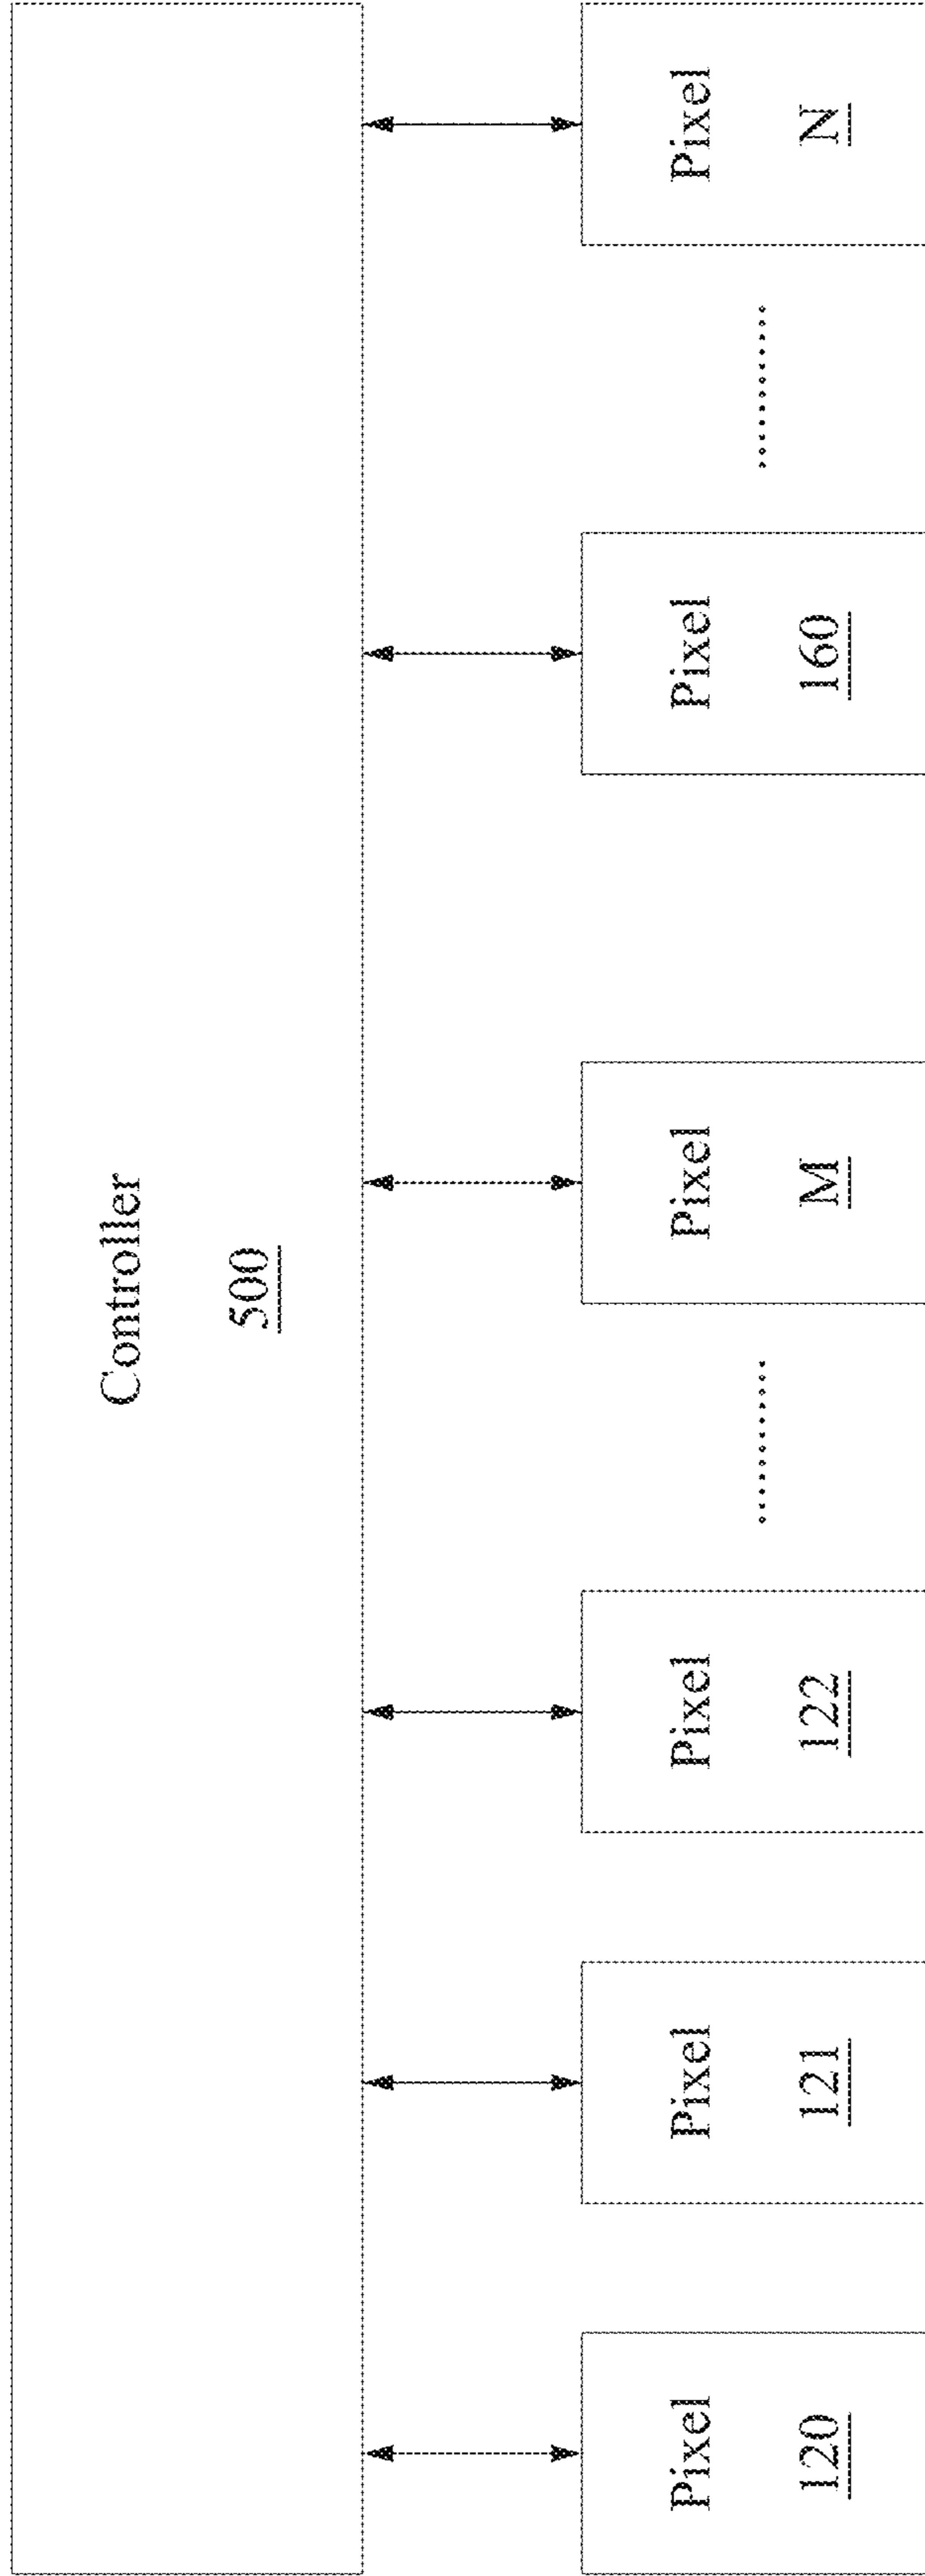 Controller
500
Pixel
120
Pixel
121
Pixel
122
.........
Pixel
M
Pixel
160
.........
Pixel
N